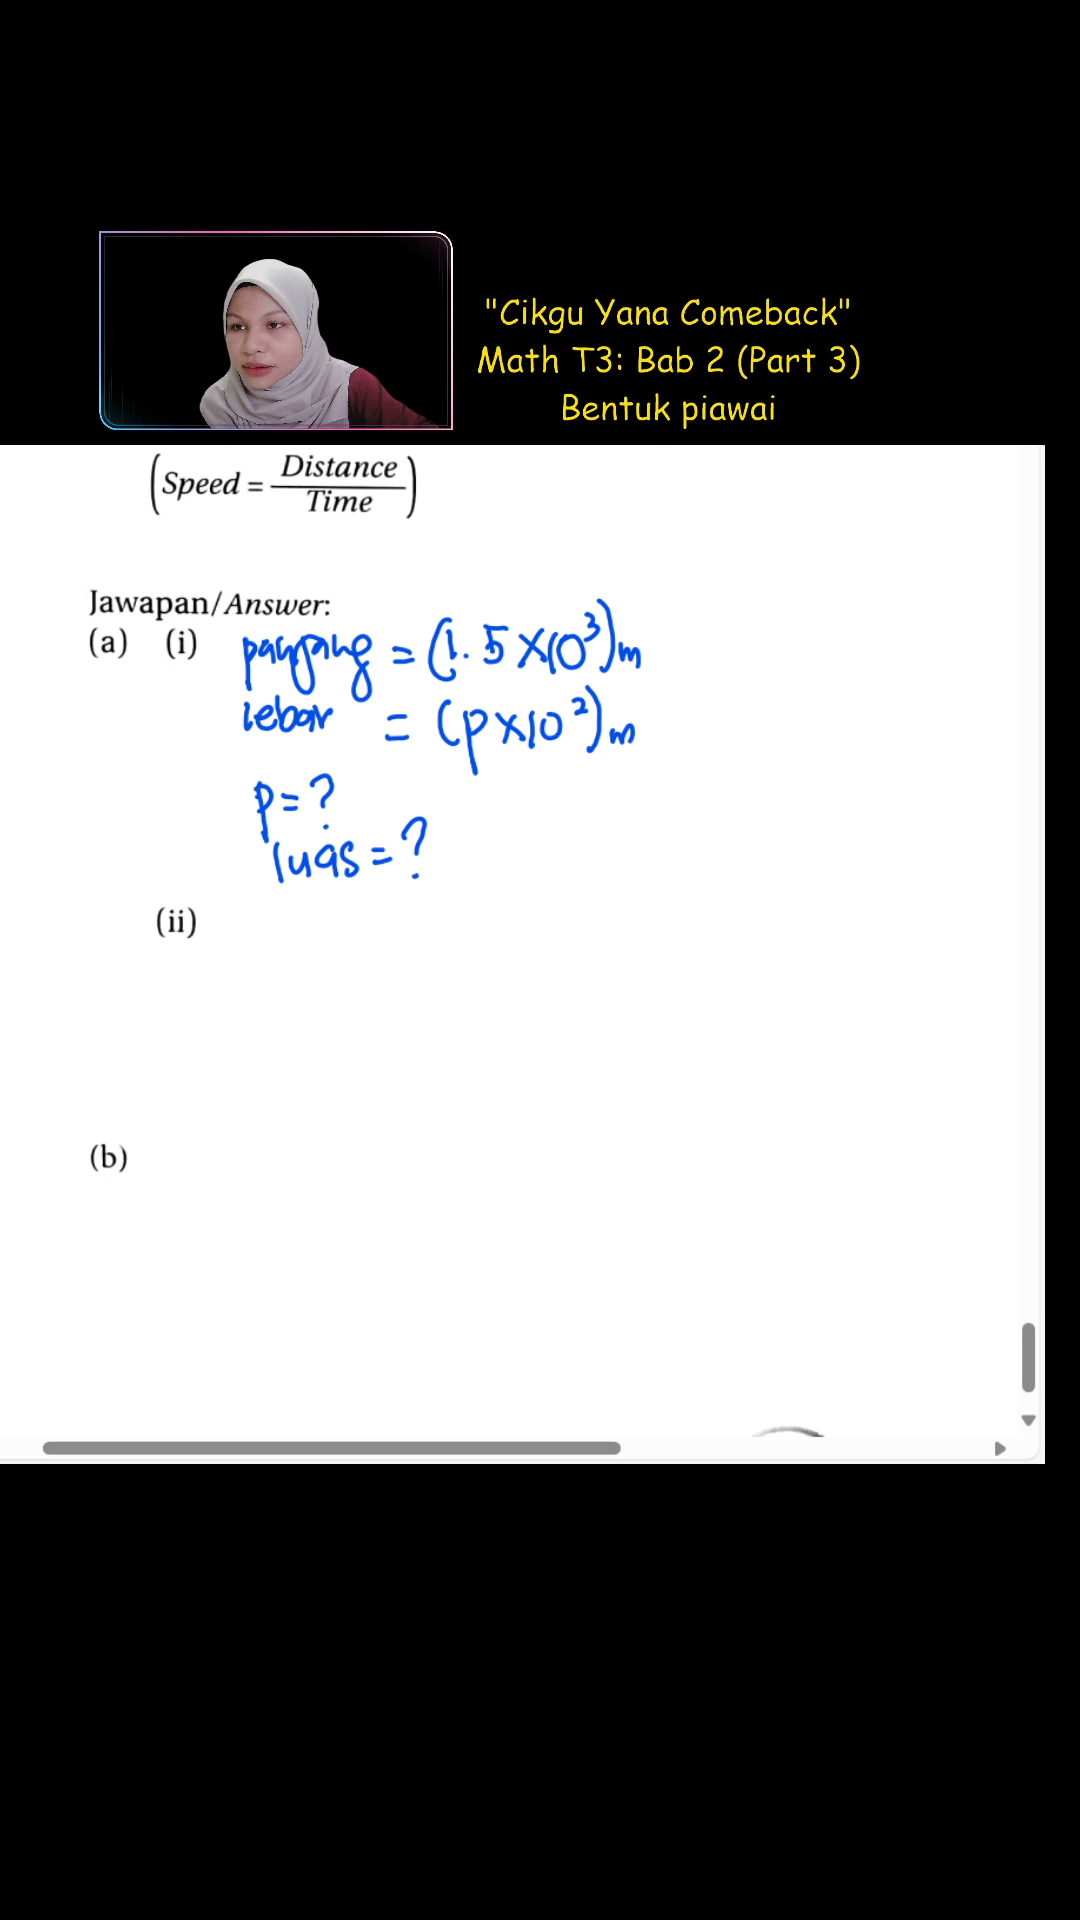 "Cikgu Yana Comeback"
Math T3: Bab 2 (Part 3)
Bentuk piawai
(Speed = Distance / Time)
Jawapan/Answer:
(a) (i) panjang = (1.5 × 10³) m
lebar = (p × 10²) m
p = ?
luas = ?
(ii)
(b)